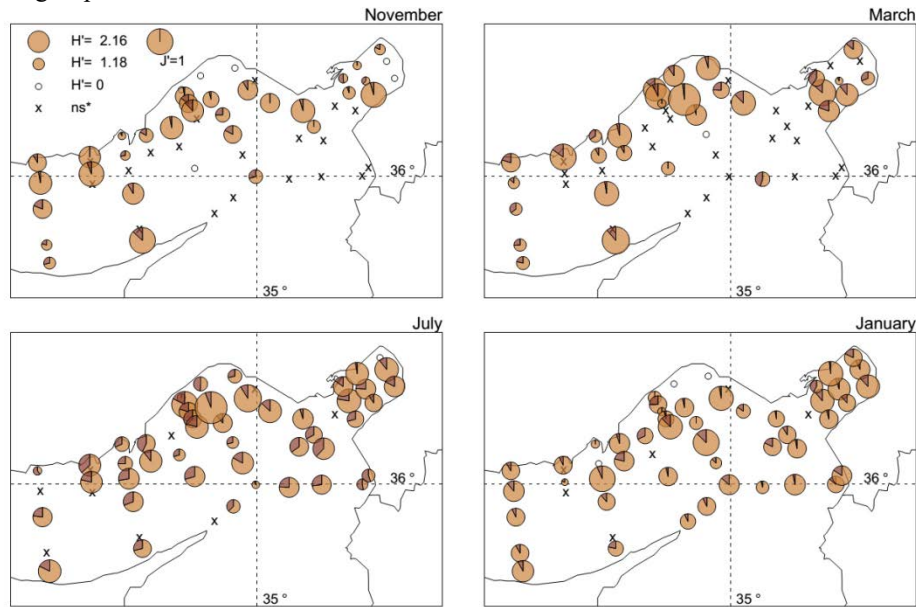 November
H'= 2.16
H'= 1.18
J'=1
H'= 0
x ns*
36 °
35 °
March
36 °
35 °
July
36 °
35 °
January
36 °
35 °